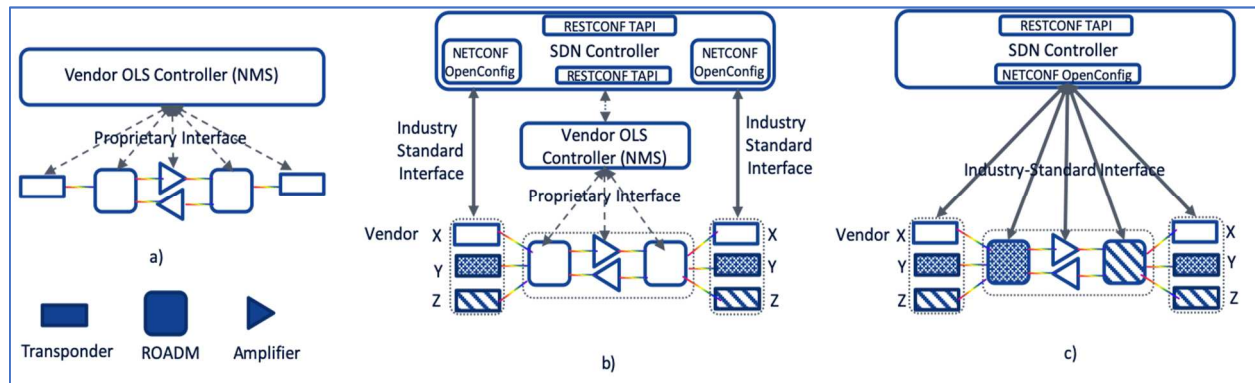 Vendor OLS Controller (NMS)
Proprietary Interface
a)
Transponder
ROADM
Amplifier
RESTCONF TAPI
SDN Controller
NETCONF
OpenConfig
NETCONF
OpenConfig
RESTCONF TAPI
Industry
Standard
Interface
Vendor OLS
Controller (NMS)
Industry
Standard
Interface
Proprietary Interface
Vendor
X
Y
Z
X
Y
Z
b)
RESTCONF TAPI
SDN Controller
NETCONF OpenConfig
Industry-Standard Interface
Vendor
X
Y
Z
X
Y
Z
c)